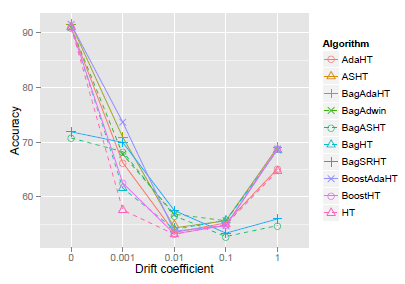 90
80
70
60
Accuracy
0
0.001
0.01
0.1
1
Drift coefficient
Algorithm
AdaHT
ASHT
BagAdaHT
BagAdwin
BagASHT
BagHT
BagSRHT
BoostAdaHT
BoostHT
HT